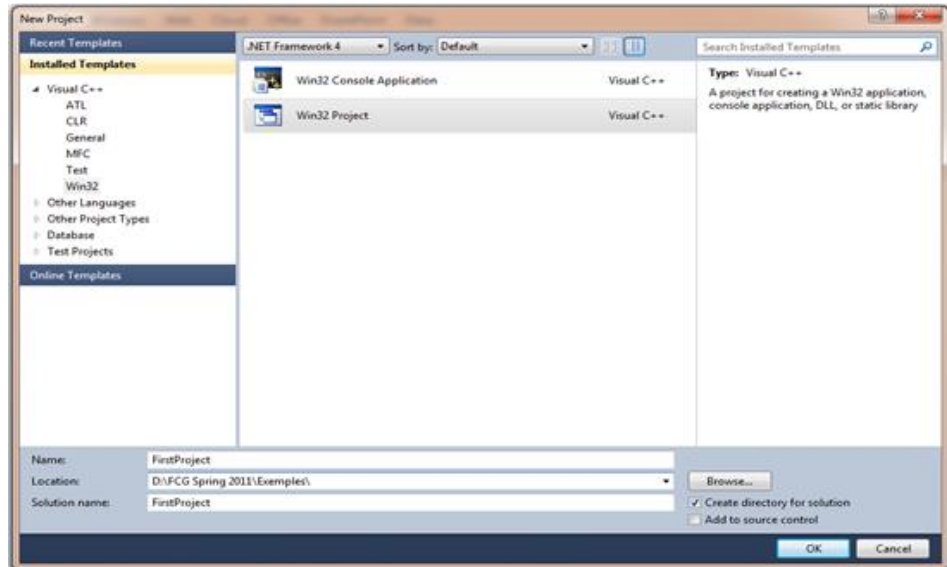 New Project
Recent Templates
Installed Templates
Visual C++
ATL
CLR
General
MFC
Test
Win32
Other Languages
Other Project Types
Database
Test Projects
Online Templates
.NET Framework 4
Sort by: Default
Win32 Console Application Visual C++
Win32 Project Visual C++
Search Installed Templates
Type: Visual C++
A project for creating a Win32 application,
console application, DLL, or static library
Name: FirstProject
Location: D:\FCG Spring 2011\Exemples\
Solution name: FirstProject
Browse...
Create directory for solution
Add to source control
OK Cancel